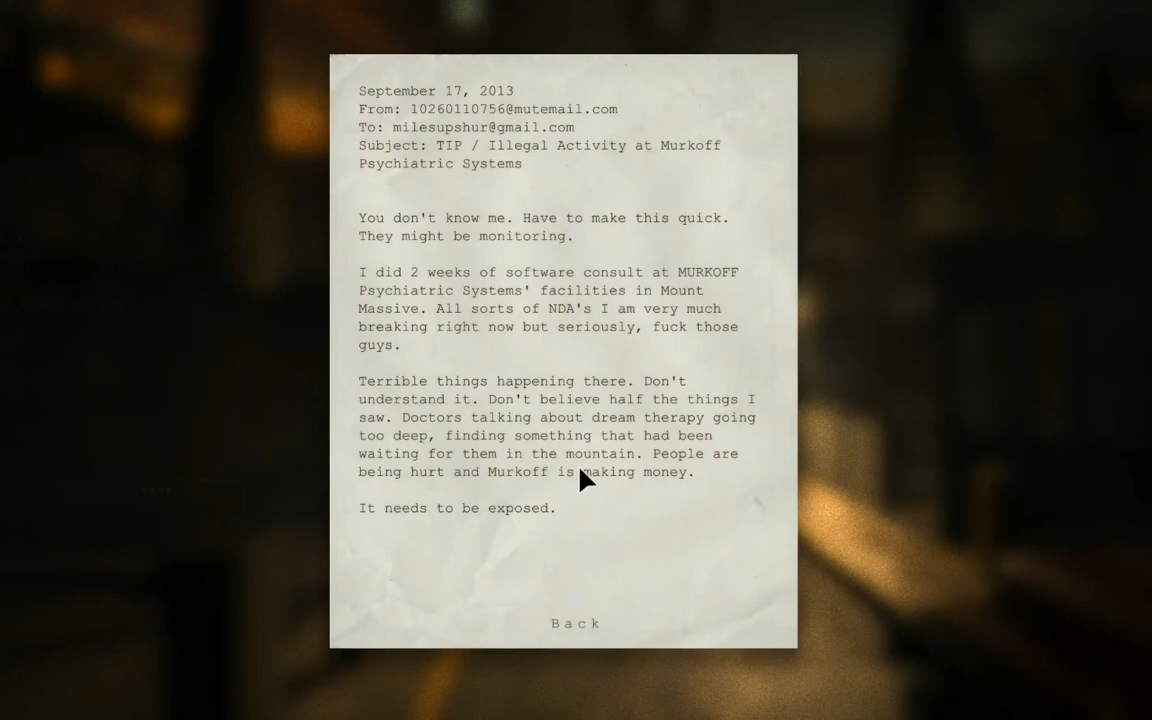 September 17, 2013
From: 10260110756@mutemail.com
To: milesupshur@gmail.com
Subject: TIP / Illegal Activity at Murkoff
Psychiatric Systems
You don't know me. Have to make this quick.
They might be monitoring.
I did 2 weeks of software consult at MURKOFF
Psychiatric Systems' facilities in Mount
Massive. All sorts of NDA's I am very much
breaking right now but seriously, fuck those
guys.
Terrible things happening there. Don't
understand it. Don't believe half the things I
saw. Doctors talking about dream therapy going
too deep, finding something that had been
waiting for them in the mountain. People are
being hurt and Murkoff is making money.
It needs to be exposed.
Back